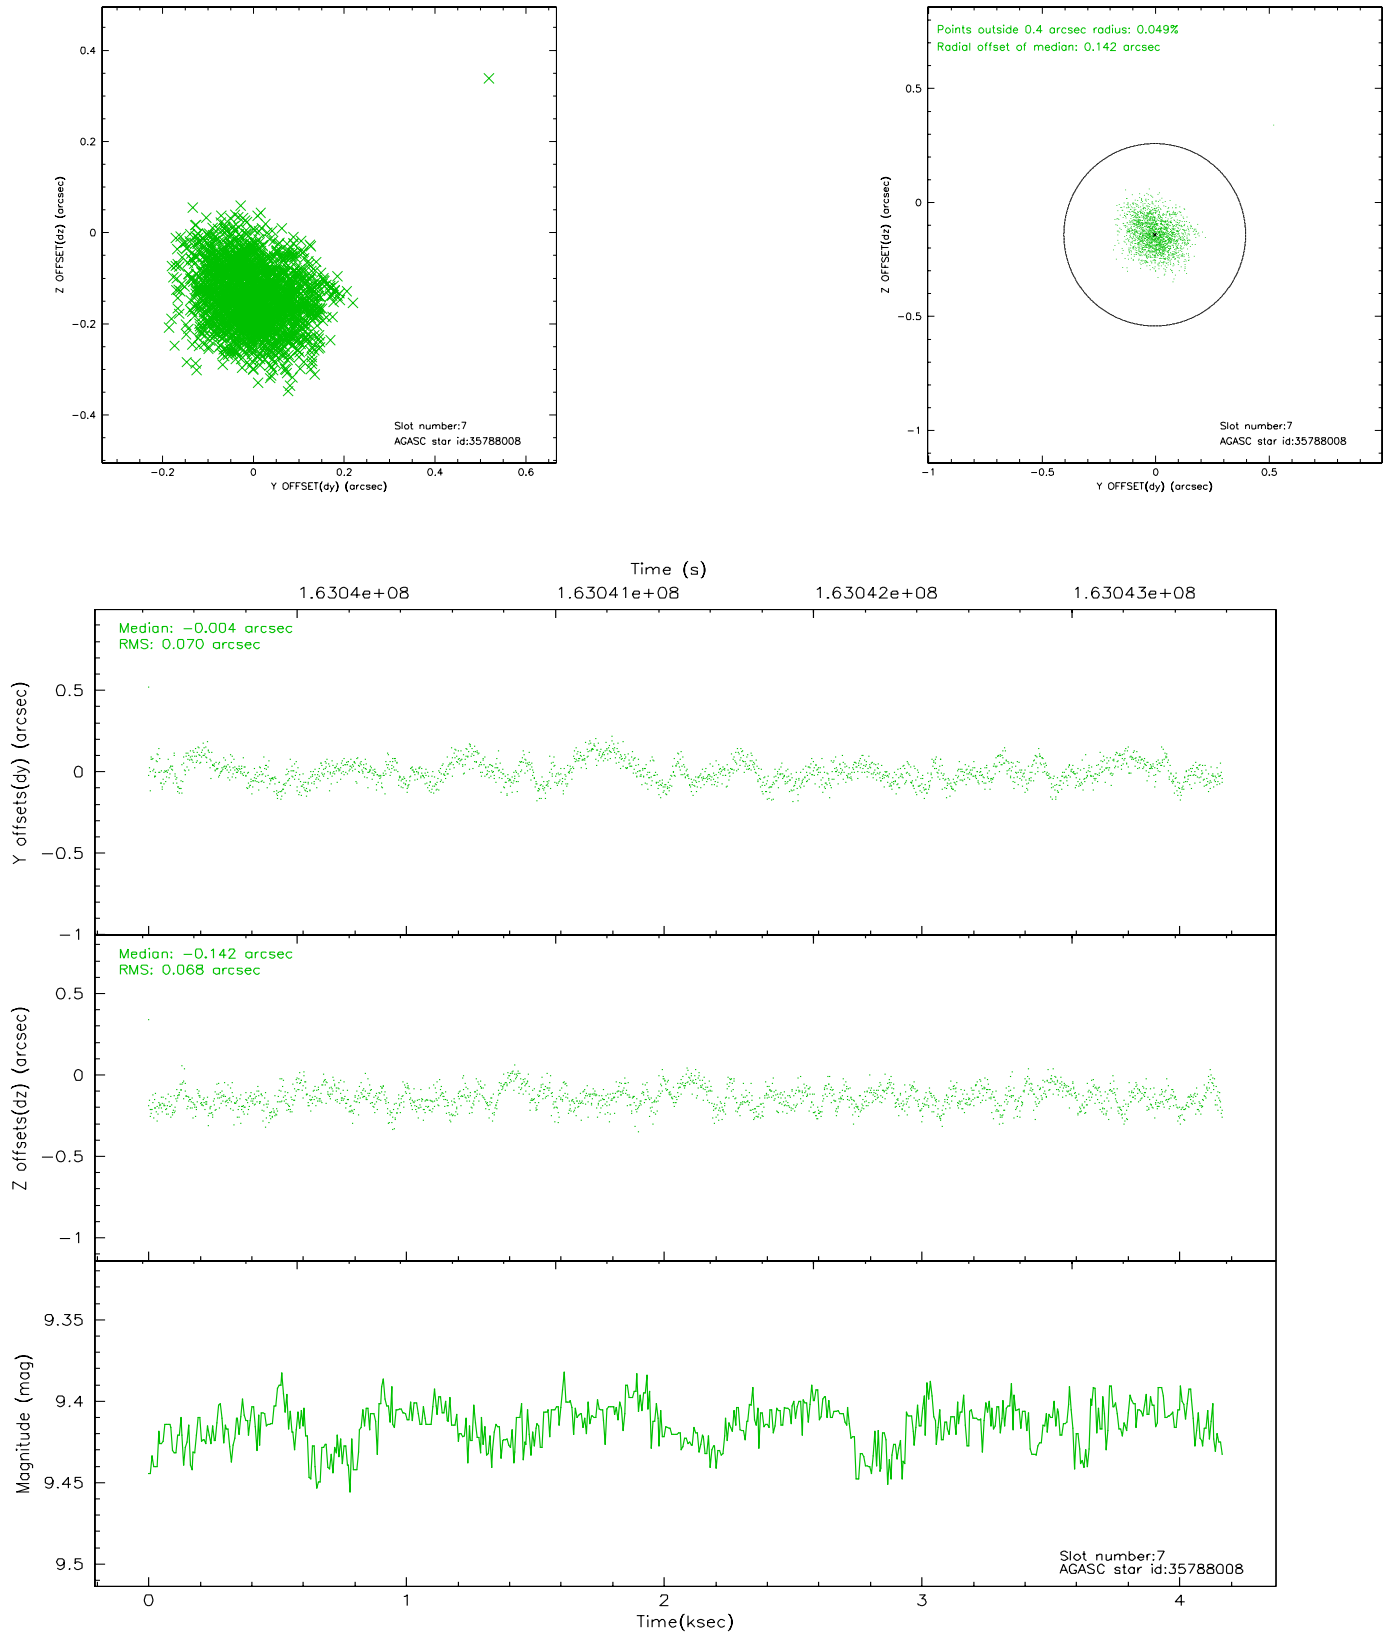 0.4
0.2
0
−0.2
−0.4
Z OFFSET(dz) (arcsec)
Slot number:7
AGASC star id:35788008
−0.2 0 0.2 0.4 0.6
Y OFFSET(dy) (arcsec)
Points outside 0.4 arcsec radius: 0.049%
Radial offset of median: 0.142 arcsec
0.5
0
−0.5
−1
Z OFFSET(dz) (arcsec)
Slot number:7
AGASC star id:35788008
−1 −0.5 0 0.5
Y OFFSET(dy) (arcsec)
Time (s)
1.6304e+08 1.63041e+08 1.63042e+08 1.63043e+08
Median: −0.004 arcsec
RMS: 0.070 arcsec
0.5
0
−0.5
−1
Y offsets(dy) (arcsec)
Median: −0.142 arcsec
RMS: 0.068 arcsec
0.5
0
−0.5
−1
Z offsets(dz) (arcsec)
9.35
9.4
9.45
9.5
Magnitude (mag)
Slot number:7
AGASC star id:35788008
0 1 2 3 4
Time(ksec)